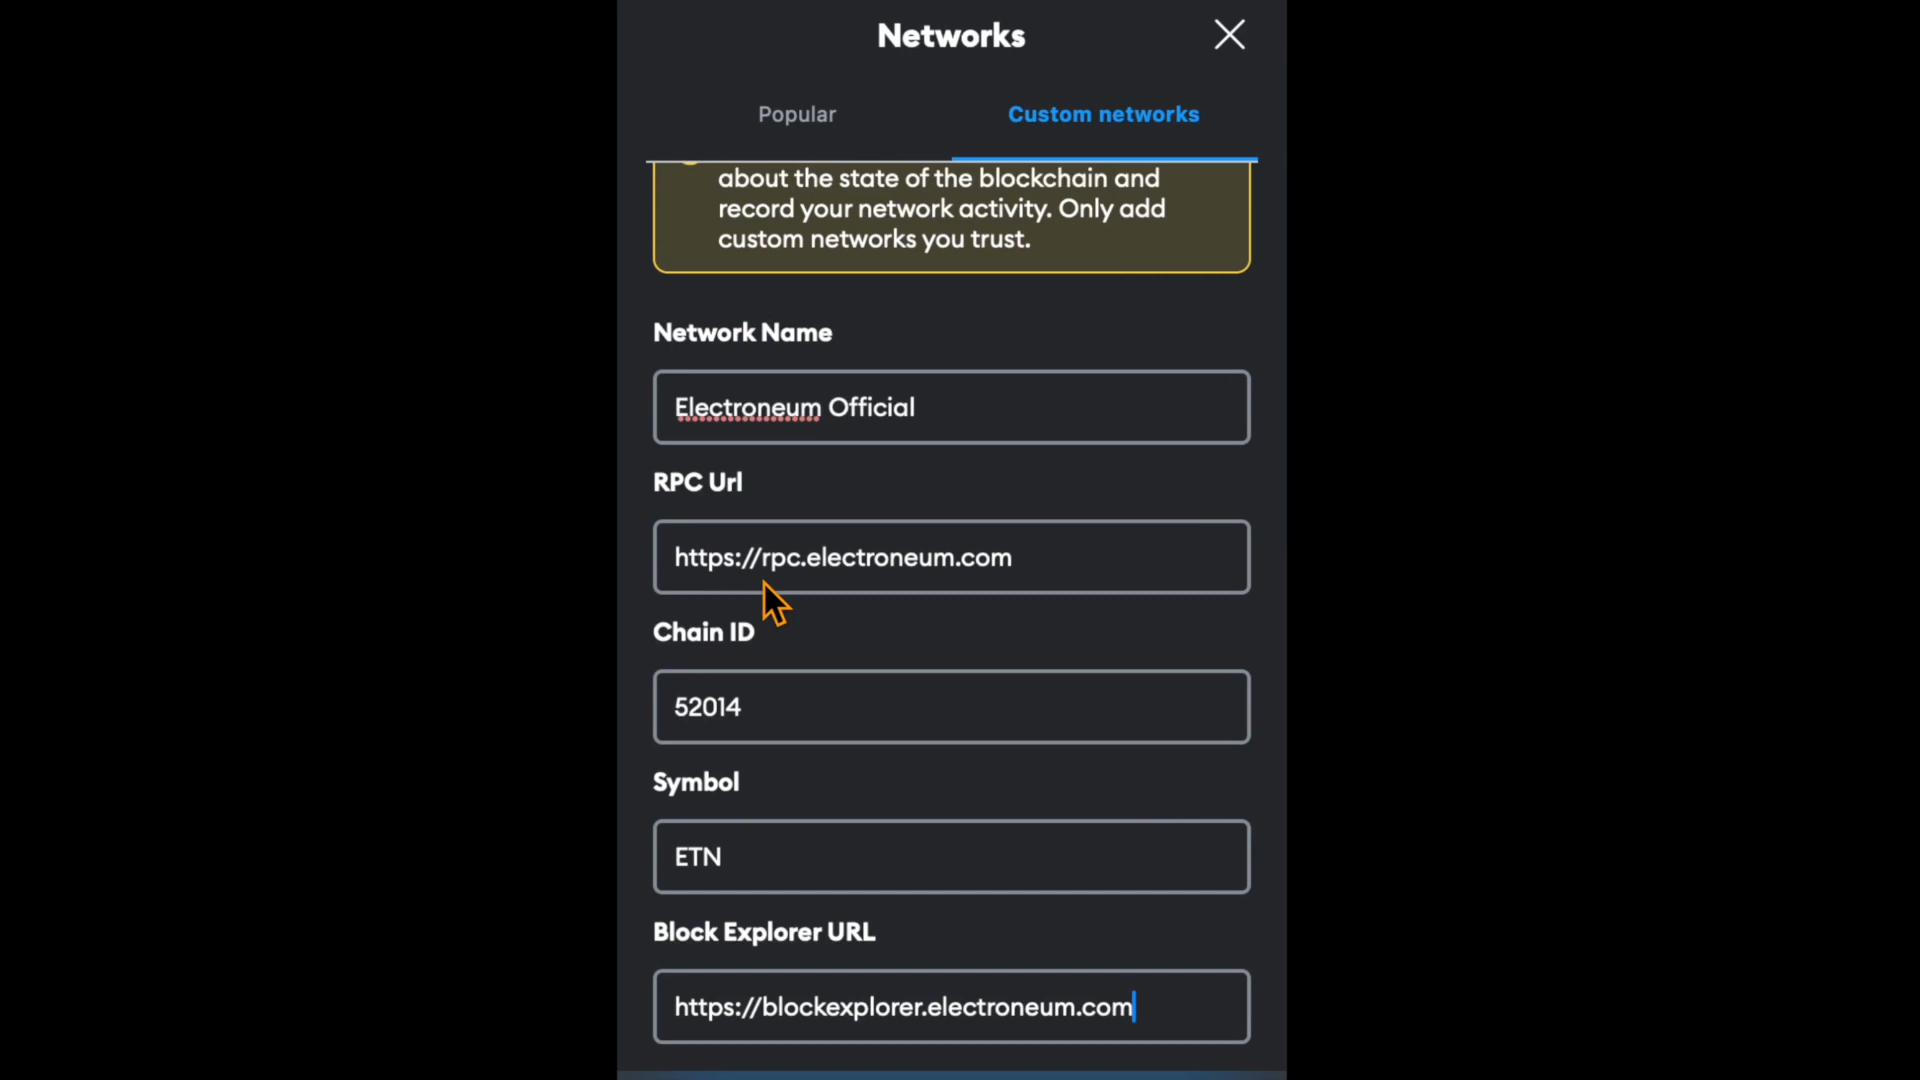 Networks
Popular
Custom networks
about the state of the blockchain and
record your network activity. Only add
custom networks you trust.
Network Name
Electroneum Official
RPC Url
https://rpc.electroneum.com
Chain ID
52014
Symbol
ETN
Block Explorer URL
https://blockexplorer.electroneum.com